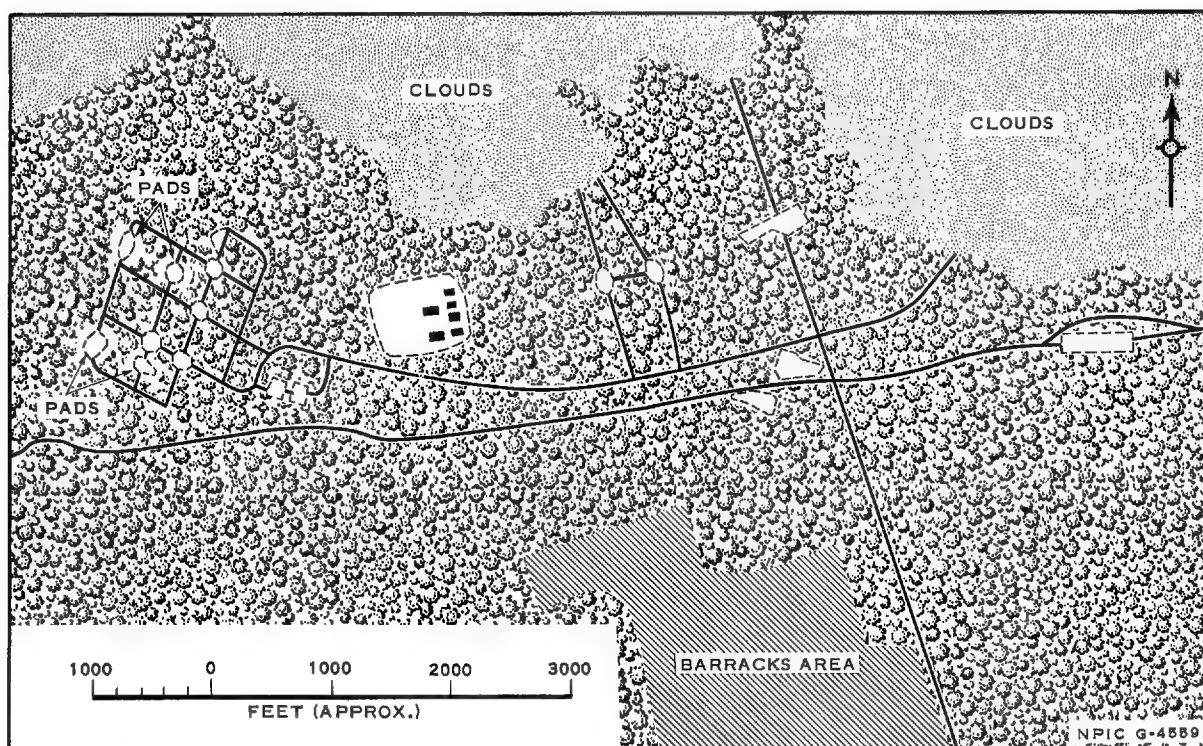 CLOUDS
CLOUDS
N
PADS
PADS
BARRACKS AREA
1000 0 1000 2000 3000
FEET (APPROX.)
NPIC G-4559